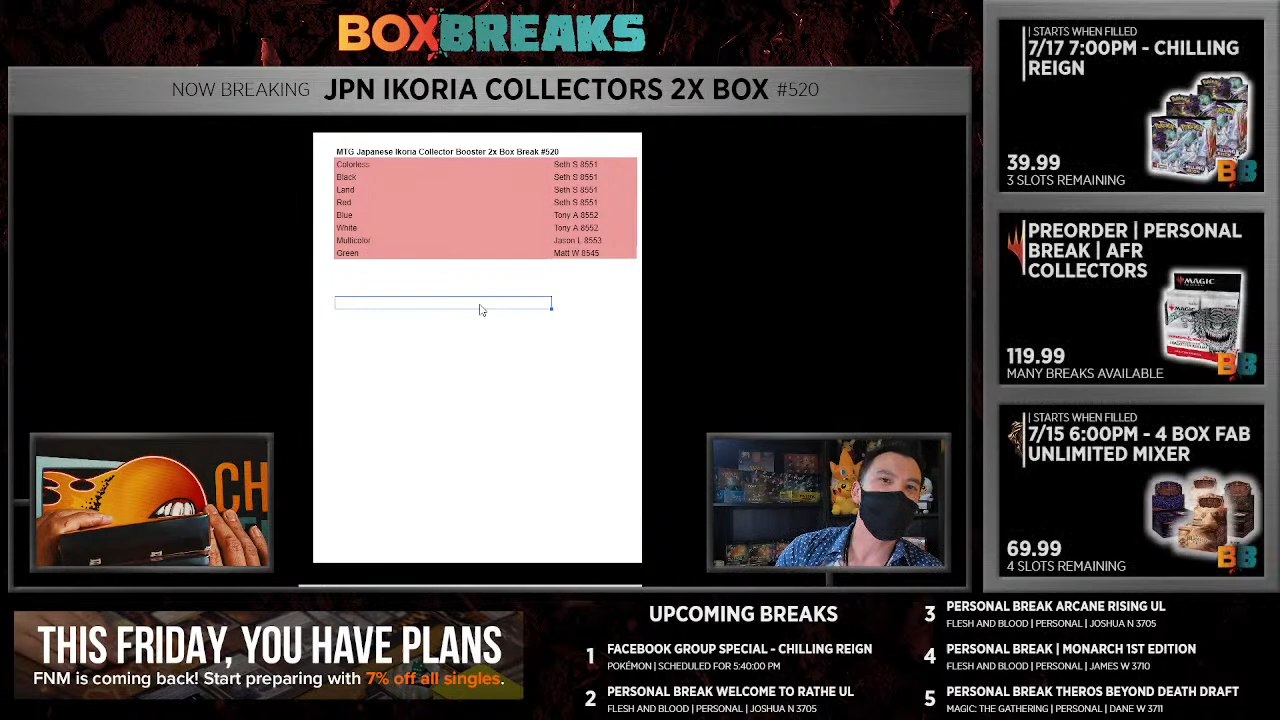 BOXBREAKS
NOW BREAKING JPN IKORIA COLLECTORS 2X BOX #520
MTG Japanese Ikoria Collector Booster 2x Box Break #520
Colorless Seth S 8551
Black Seth S 8551
Land Seth S 8551
Red Seth S 8551
Blue Tony A 8552
White Tony A 8552
Multicolor Jason L 8553
Green Matt W 8545
CH
| STARTS WHEN FILLED
7/17 7:00PM - CHILLING
REIGN
39.99
3 SLOTS REMAINING
BB
PREORDER | PERSONAL
BREAK | AFR
COLLECTORS
MAGIC
119.99
MANY BREAKS AVAILABLE
BB
| STARTS WHEN FILLED
7/15 6:00PM - 4 BOX FAB
UNLIMITED MIXER
69.99
4 SLOTS REMAINING
BB
THIS FRIDAY, YOU HAVE PLANS
FNM is coming back! Start preparing with 7% off all singles.
UPCOMING BREAKS
1 FACEBOOK GROUP SPECIAL - CHILLING REIGN
POKÉMON | SCHEDULED FOR 5:40:00 PM
2 PERSONAL BREAK WELCOME TO RATHE UL
FLESH AND BLOOD | PERSONAL | JOSHUA N 3705
3 PERSONAL BREAK ARCANE RISING UL
FLESH AND BLOOD | PERSONAL | JOSHUA N 3705
4 PERSONAL BREAK | MONARCH 1ST EDITION
FLESH AND BLOOD | PERSONAL | JAMES W 3710
5 PERSONAL BREAK THEROS BEYOND DEATH DRAFT
MAGIC: THE GATHERING | PERSONAL | DANE W 3711